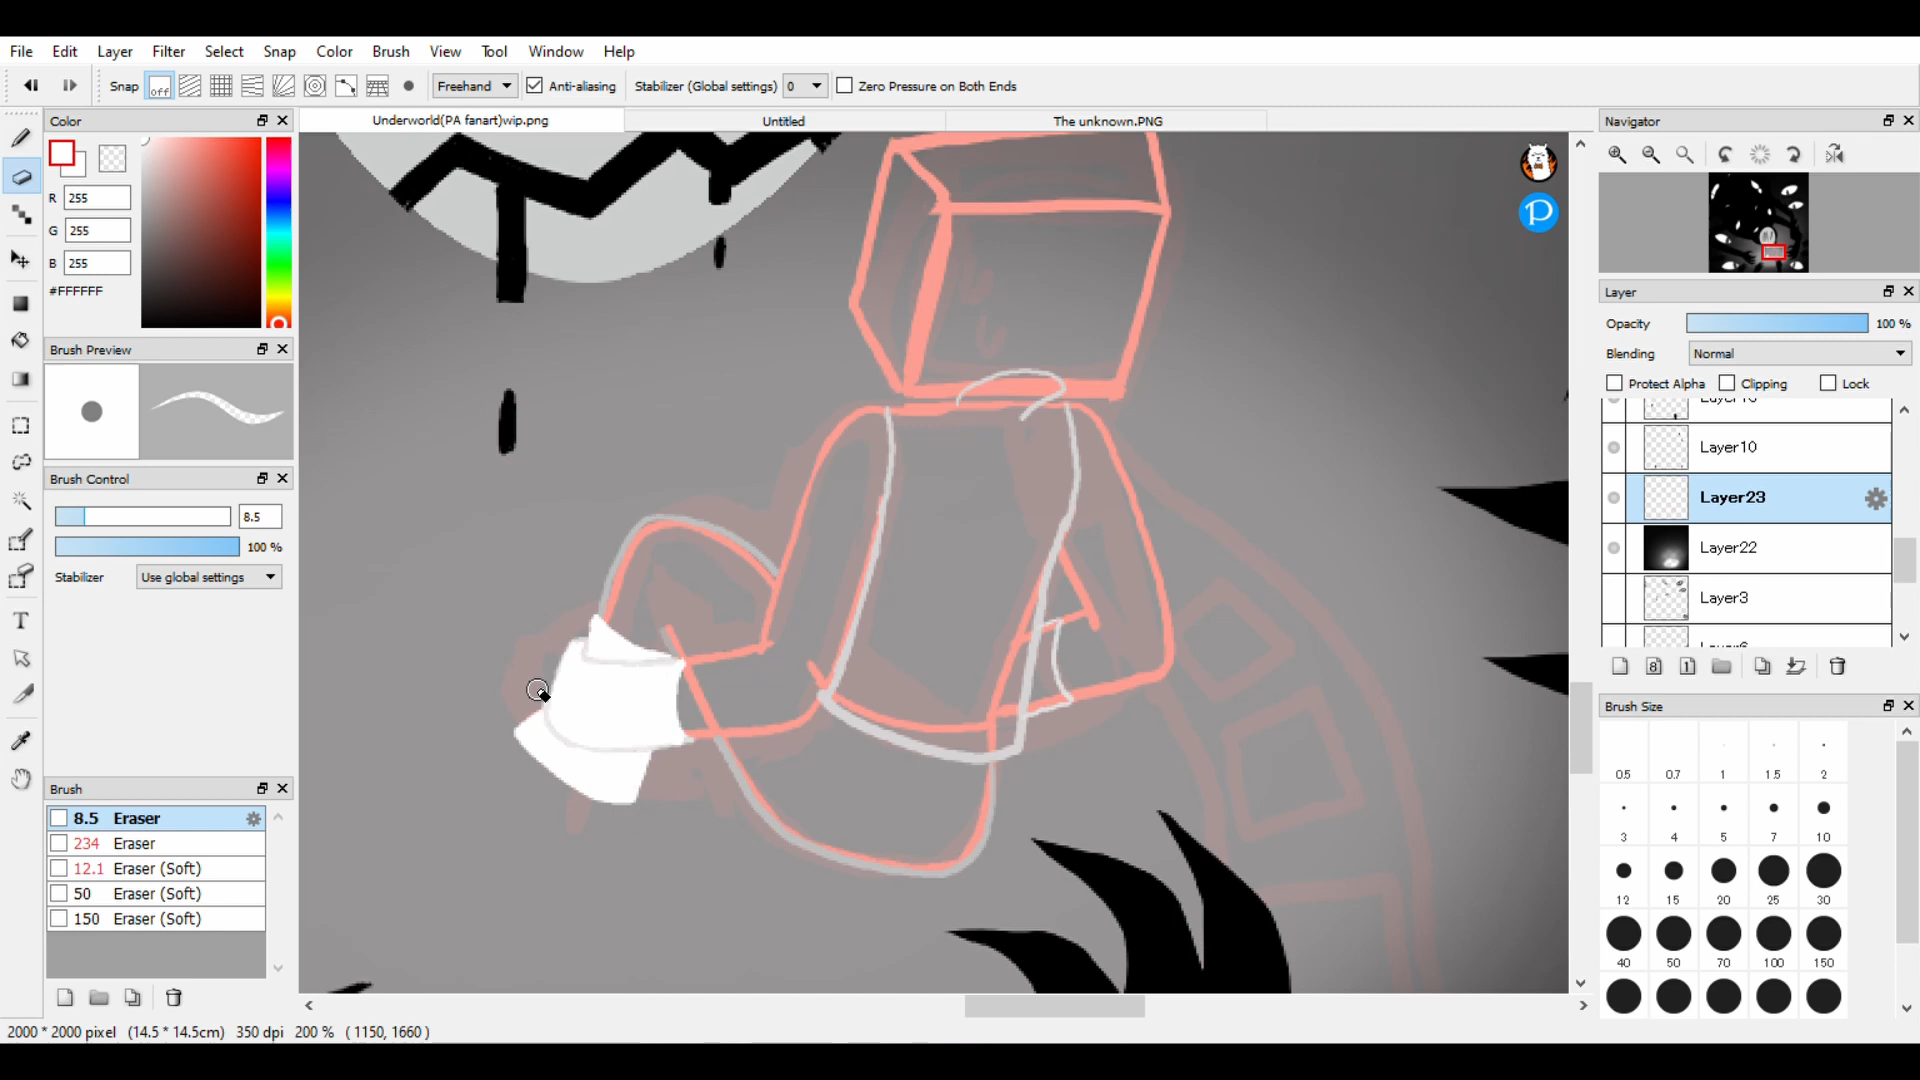 File Edit Layer Filter Select Snap Color Brush View Tool Window Help
Snap off Freehand Anti-aliasing Stabilizer (Global settings) 0 Zero Pressure on Both Ends
Color
R 255
G 255
B 255
#FFFFFF
Brush Preview
Brush Control
8.5
100 %
Stabilizer Use global settings
Brush
8.5 Eraser
234 Eraser
12.1 Eraser (Soft)
50 Eraser (Soft)
150 Eraser (Soft)
T
Underworld(PA fanart)wip.png Untitled The unknown.PNG
P
Navigator
Layer
Opacity 100 %
Blending Normal
Protect Alpha Clipping Lock
Layer10
Layer23
Layer22
Layer3
8 1
Brush Size
0.5 0.7 1 1.5 2
3 4 5 7 10
12 15 20 25 30
40 50 70 100 150
2000 * 2000 pixel (14.5 * 14.5cm) 350 dpi 200 % ( 1150, 1660 )